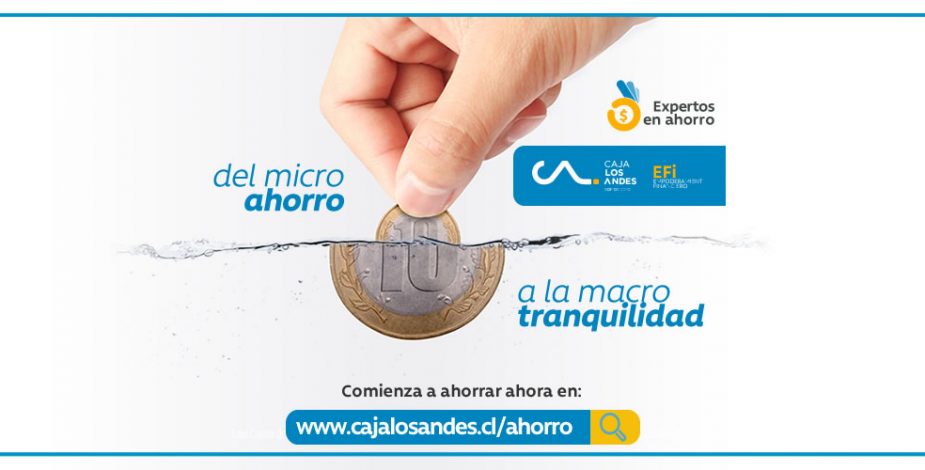 Expertos
en ahorro
CAJA
LOS
ANDES
EFi
del micro
ahorro
10
a la macro
tranquilidad
Comienza a ahorrar ahora en:
www.cajalosandes.cl/ahorro